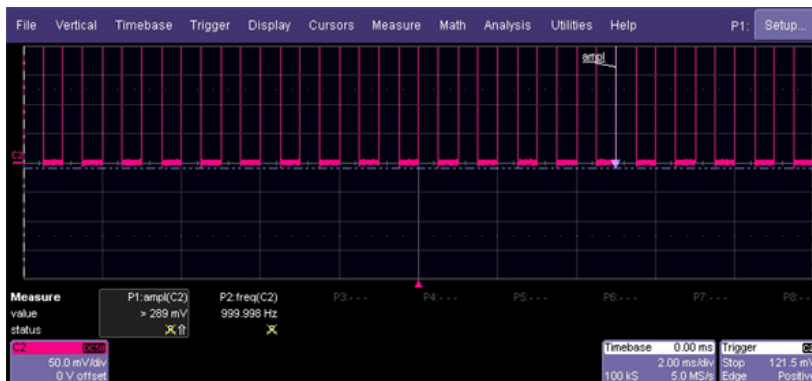 File Vertical Timebase Trigger Display Cursors Measure Math Analysis Utilities Help P1: Setup...
ampl
C2
Measure P1:ampl(C2) P2:freq(C2) P3:--- P4:--- P5:--- P6:--- P7:--- P8:---
value > 289 mV 999.998 Hz
status
C2 DC50 Timebase 0.00 ms Trigger
50.0 mV/div 2.00 ms/div Stop 121.5 mV
0 V offset 100 kS 5.0 MS/s Edge Positive